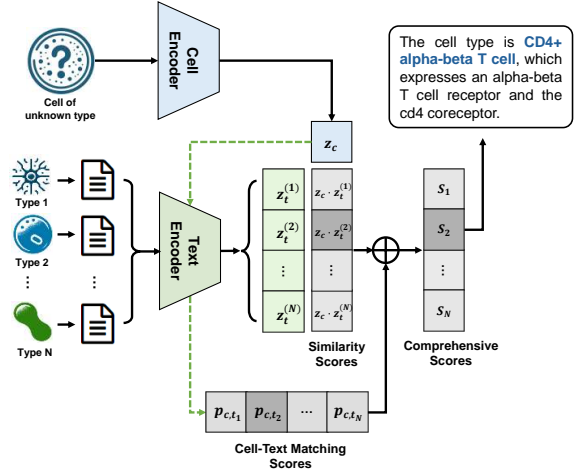 Cell
Encoder
Cell of
unknown type
The cell type is CD4+
alpha-beta T cell, which
expresses an alpha-beta
T cell receptor and the
cd4 coreceptor.
z_c
Type 1
Type 2
⋮ ⋮
Type N
Text
Encoder
z_t^(1) z_c · z_t^(1)
z_t^(2) z_c · z_t^(2)
⋮ ⋮
z_t^(N) z_c · z_t^(N)
Similarity
Scores
S_1
S_2
⋮
S_N
Comprehensive
Scores
p_c,t_1 p_c,t_2 ⋯ p_c,t_N
Cell-Text Matching
Scores